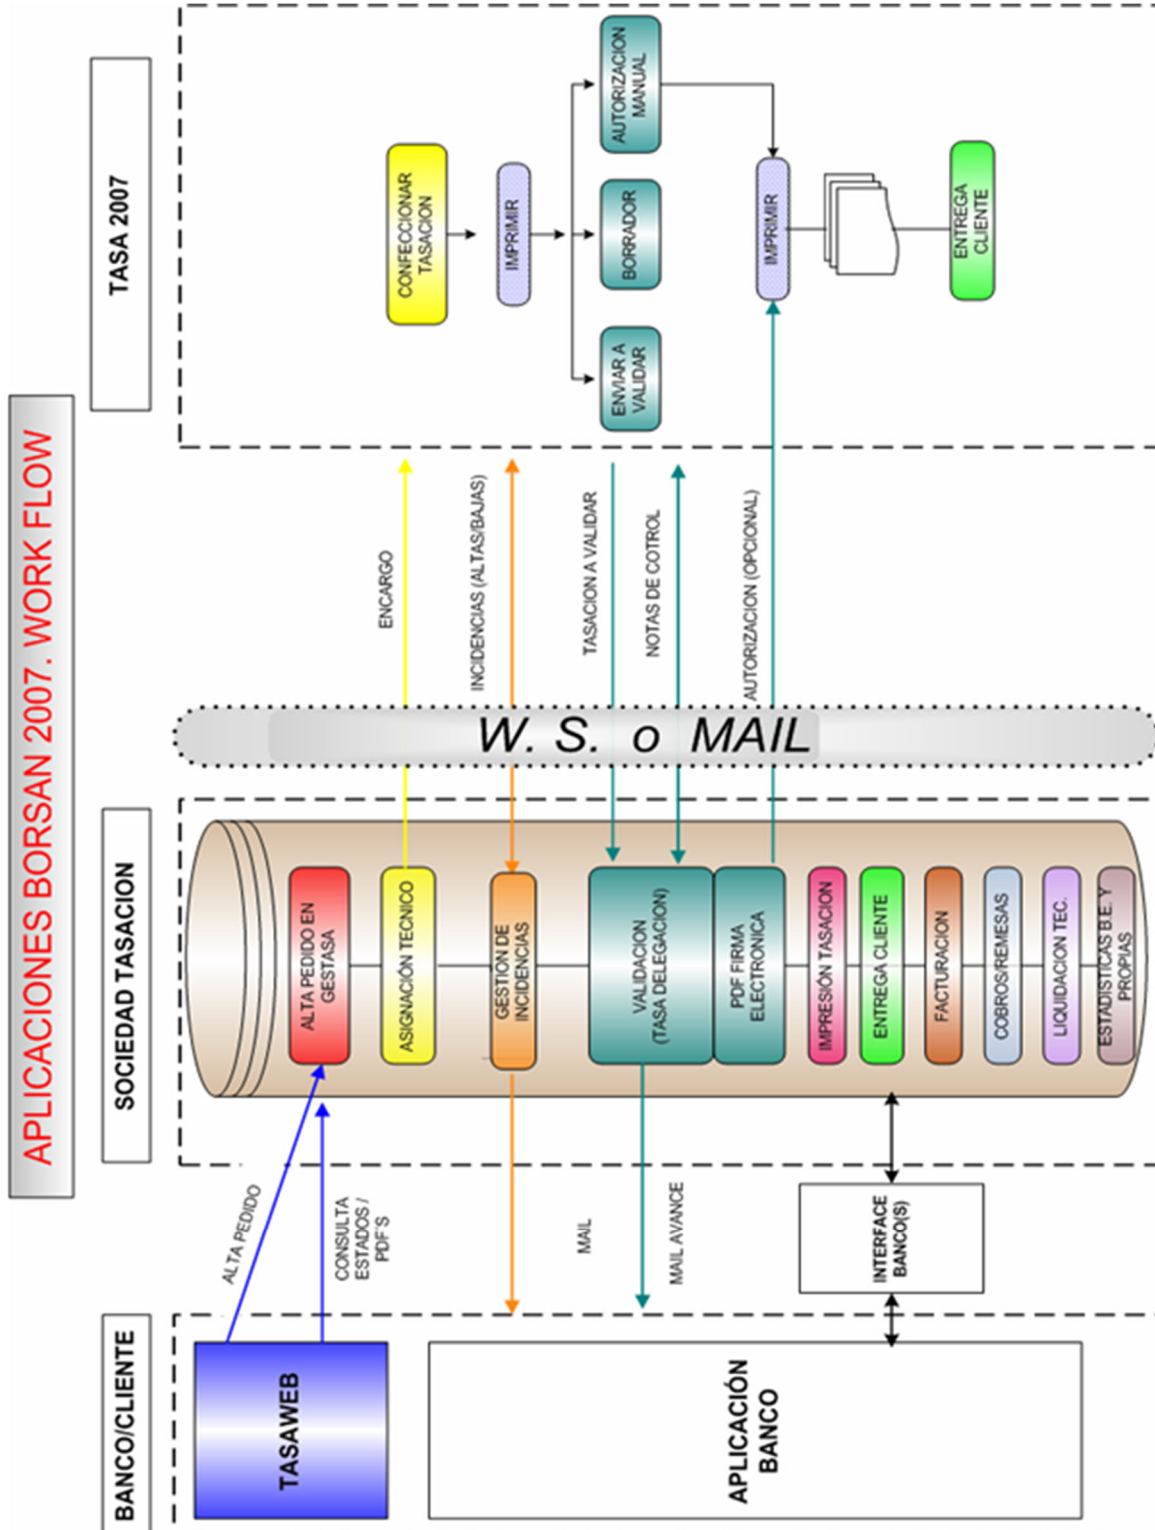 APLICACIONES BORSAN 2007. WORK FLOW
BANCO/CLIENTE
SOCIEDAD TASACION
TASA 2007
TASAWEB
APLICACIÓN
BANCO
ALTA PEDIDO
CONSULTA
ESTADOS /
PDF'S
MAIL
MAIL AVANCE
INTERFACE
BANCO(S)
ALTA PEDIDO EN
GESTASA
ASIGNACIÓN TECNICO
GESTION DE
INCIDENCIAS
VALIDACION
(TASA DELEGACION)
PDF FIRMA
ELECTRONICA
IMPRESIÓN TASACION
ENTREGA CLIENTE
FACTURACION
COBROS/REMESAS
LIQUIDACION TEC.
ESTADISTICAS B.E. Y
PROPIAS
W. S. o MAIL
ENCARGO
INCIDENCIAS (ALTAS/BAJAS)
TASACION A VALIDAR
NOTAS DE COTROL
AUTORIZACION (OPCIONAL)
CONFECCIONAR
TASACION
IMPRIMIR
ENVIAR A
VALIDAR
BORRADOR
AUTORIZACION
MANUAL
IMPRIMIR
ENTREGA
CLIENTE